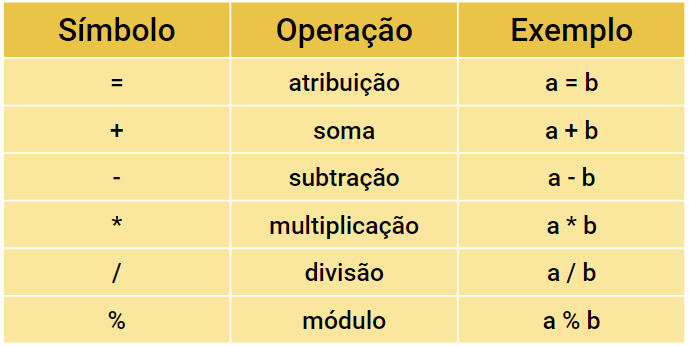 Símbolo Operação Exemplo
= atribuição a = b
+ soma a + b
- subtração a - b
* multiplicação a * b
/ divisão a / b
% módulo a % b